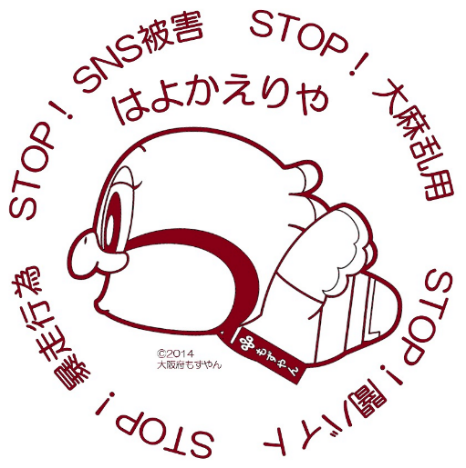 STOP! SNS被害
STOP! 大麻乱用
STOP! 闇バイト
STOP! 暴走行為
はよかえりや
もずやん
©2014
大阪府もずやん